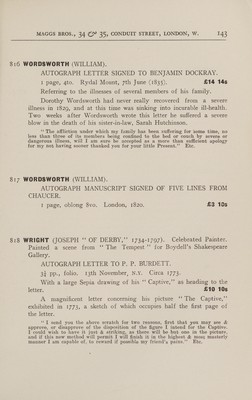 MAGGS BROS., 34 & 35, CONDUIT STREET, LONDON, W. 143
816 WORDSWORTH (WILLIAM).
AUTOGRAPH LETTER SIGNED TO BENJAMIN DOCKRAY.
1 page, 4to. Rydal Mount, 7th June (1835). £14 14s
Referring to the illnesses of several members of his family.
Dorothy Wordsworth had never really recovered from a severe
illness in 1829, and at this time was sinking into incurable ill-health.
Two weeks after Wordsworth wrote this letter he suffered a severe
blow in the death of his sister-in-law, Sarah Hutchinson.
"The affliction under which my family has been suffering for some time, no
less than three of its members being confined to the bed or couch by severe or
dangerous illness, will I am sure be accepted as a more than sufficient apology
for my not having sooner thanked you for your little Present." Etc.
817 WORDSWORTH (WILLIAM).
AUTOGRAPH MANUSCRIPT SIGNED OF FIVE LINES FROM
CHAUCER.
1 page, oblong 8vo. London, 1820. £3 10s
818 WRIGHT (JOSEPH "OF DERBY," 1734-1797). Celebrated Painter.
Painted a scene from "The Tempest" for Boydell's Shakespeare
Gallery.
AUTOGRAPH LETTER TO P. P. BURDETT.
3½ pp., folio. 13th November, N.Y. Circa 1773.
With a large Sepia drawing of his "Captive," as heading to the
letter. £10 10s
A magnificent letter concerning his picture "The Captive,"
exhibited in 1773, a sketch of which occupies half the first page of
the letter.
"I send you the above scratch for two reasons, first that you may see &
approve, or disapprove of the disposition of the figure I intend for the Captive.
I could wish to have it just & striking, as there will be but one in the picture,
and if this now method will permit I will finish it in the highest & most masterly
manner I am capable of, to reward if possible my friend's pains." Etc.